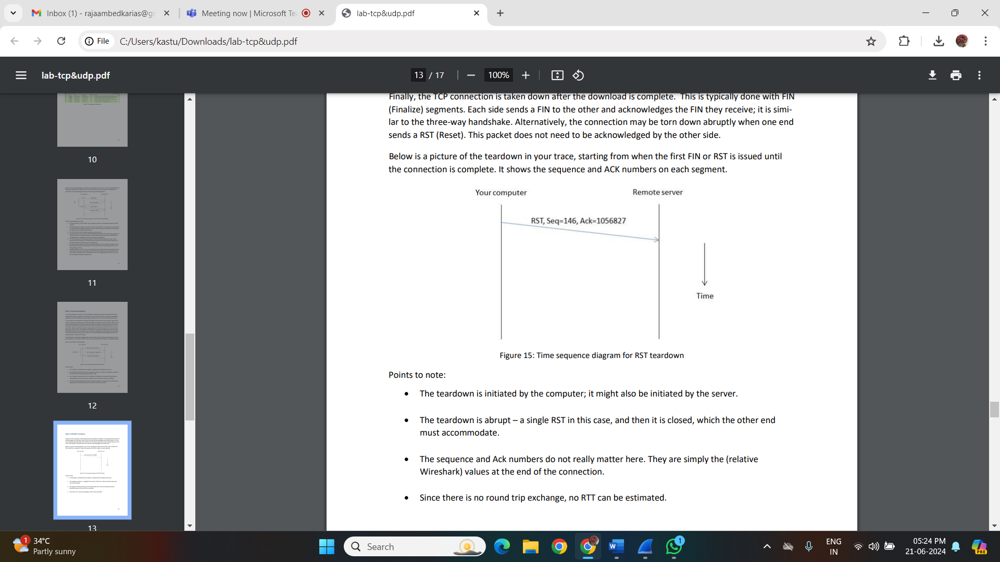 Inbox (1) - rajaambedkarias@gr
Meeting now | Microsoft Te
lab-tcp&udp.pdf
File
C:/Users/kastu/Downloads/lab-tcp&udp.pdf
lab-tcp&udp.pdf
13 / 17
100%
10
11
12
13
Finally, the TCP connection is taken down after the download is complete. This is typically done with FIN
(Finalize) segments. Each side sends a FIN to the other and acknowledges the FIN they receive; it is simi-
lar to the three-way handshake. Alternatively, the connection may be torn down abruptly when one end
sends a RST (Reset). This packet does not need to be acknowledged by the other side.
Below is a picture of the teardown in your trace, starting from when the first FIN or RST is issued until
the connection is complete. It shows the sequence and ACK numbers on each segment.
Your computer
Remote server
RST, Seq=146, Ack=1056827
Time
Figure 15: Time sequence diagram for RST teardown
Points to note:
• The teardown is initiated by the computer; it might also be initiated by the server.
• The teardown is abrupt – a single RST in this case, and then it is closed, which the other end
must accommodate.
• The sequence and Ack numbers do not really matter here. They are simply the (relative
Wireshark) values at the end of the connection.
• Since there is no round trip exchange, no RTT can be estimated.
1
34°C
Partly sunny
Search
1
ENG
IN
05:24 PM
21-06-2024
PRE